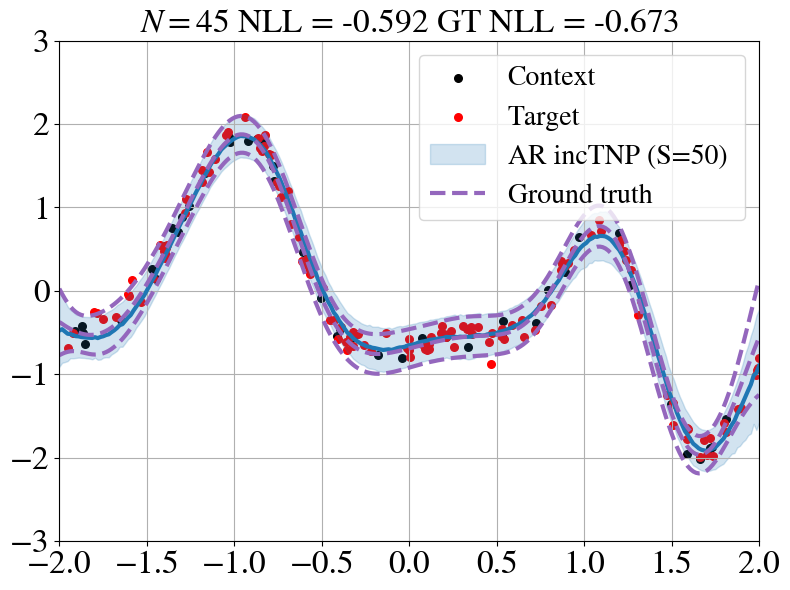 N = 45 NLL = -0.592 GT NLL = -0.673
Context
Target
AR incTNP (S=50)
Ground truth
3
2
1
0
−1
−2
−3
−2.0 −1.5 −1.0 −0.5 0.0 0.5 1.0 1.5 2.0